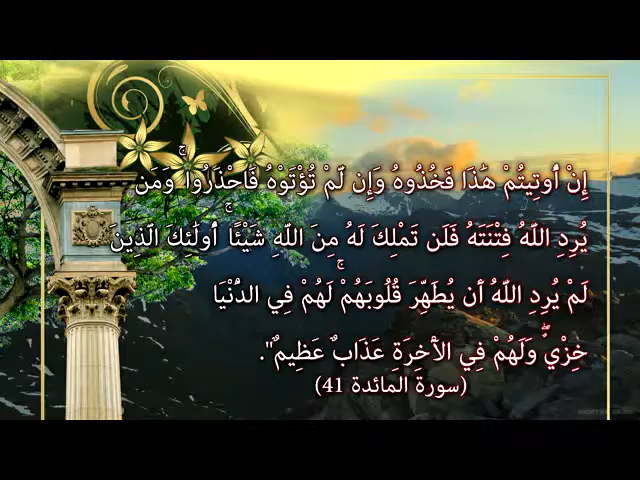 إِنْ أُوتِيتُمْ هَٰذَا فَخُذُوهُ وَإِن لَّمْ تُؤْتَوْهُ فَاحْذَرُوا ۚ وَمَن
يُرِدِ اللَّهُ فِتْنَتَهُ فَلَن تَمْلِكَ لَهُ مِنَ اللَّهِ شَيْئًا ۚ أُولَٰئِكَ الَّذِينَ
لَمْ يُرِدِ اللَّهُ أَن يُطَهِّرَ قُلُوبَهُمْ ۚ لَهُمْ فِي الدُّنْيَا
خِزْيٌ ۖ وَلَهُمْ فِي الْآخِرَةِ عَذَابٌ عَظِيمٌ".
(سورة المائدة 41)